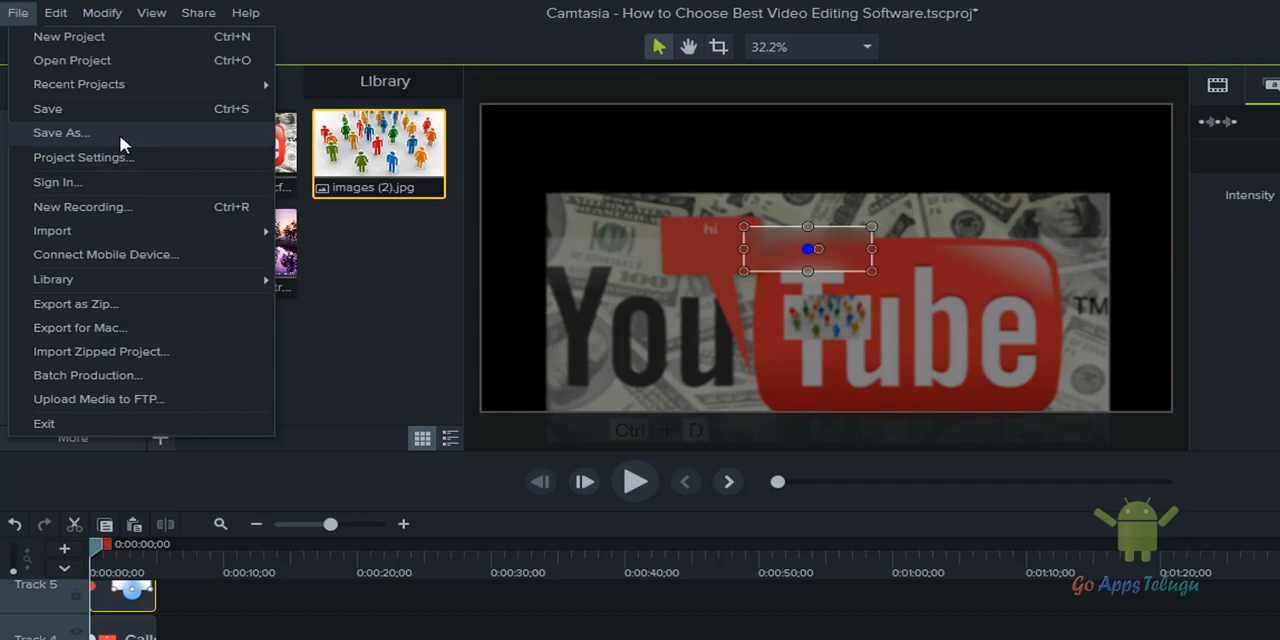 File Edit Modify View Share Help
Camtasia - How to Choose Best Video Editing Software.tscproj*
New Project Ctrl+N
Open Project Ctrl+O
Recent Projects
Save Ctrl+S
Save As...
Project Settings...
Sign In...
New Recording... Ctrl+R
Import
Connect Mobile Device...
Library
Export as Zip...
Export for Mac...
Import Zipped Project...
Batch Production...
Upload Media to FTP...
Exit
More
Library
images (2).jpg
32.2%
hi
YouTube
TM
Ctrl + D
Intensity
0:00:00;00
0:00:00;00 0:00:10;00 0:00:20;00 0:00:30;00 0:00:40;00 0:00:50;00 0:01:00;00 0:01:10;00 0:01:20;00
Track 5
Track 4
Go Apps Telugu